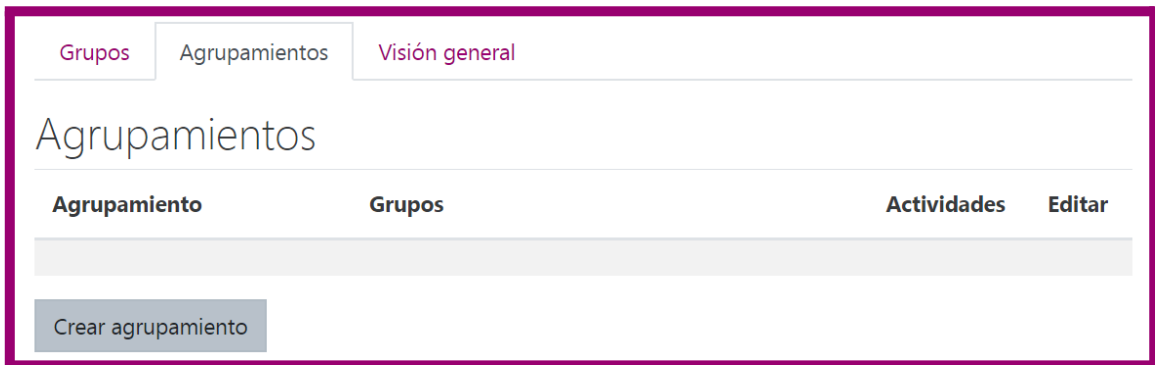 Grupos Agrupamientos Visión general
Agrupamientos
Agrupamiento Grupos Actividades Editar
Crear agrupamiento